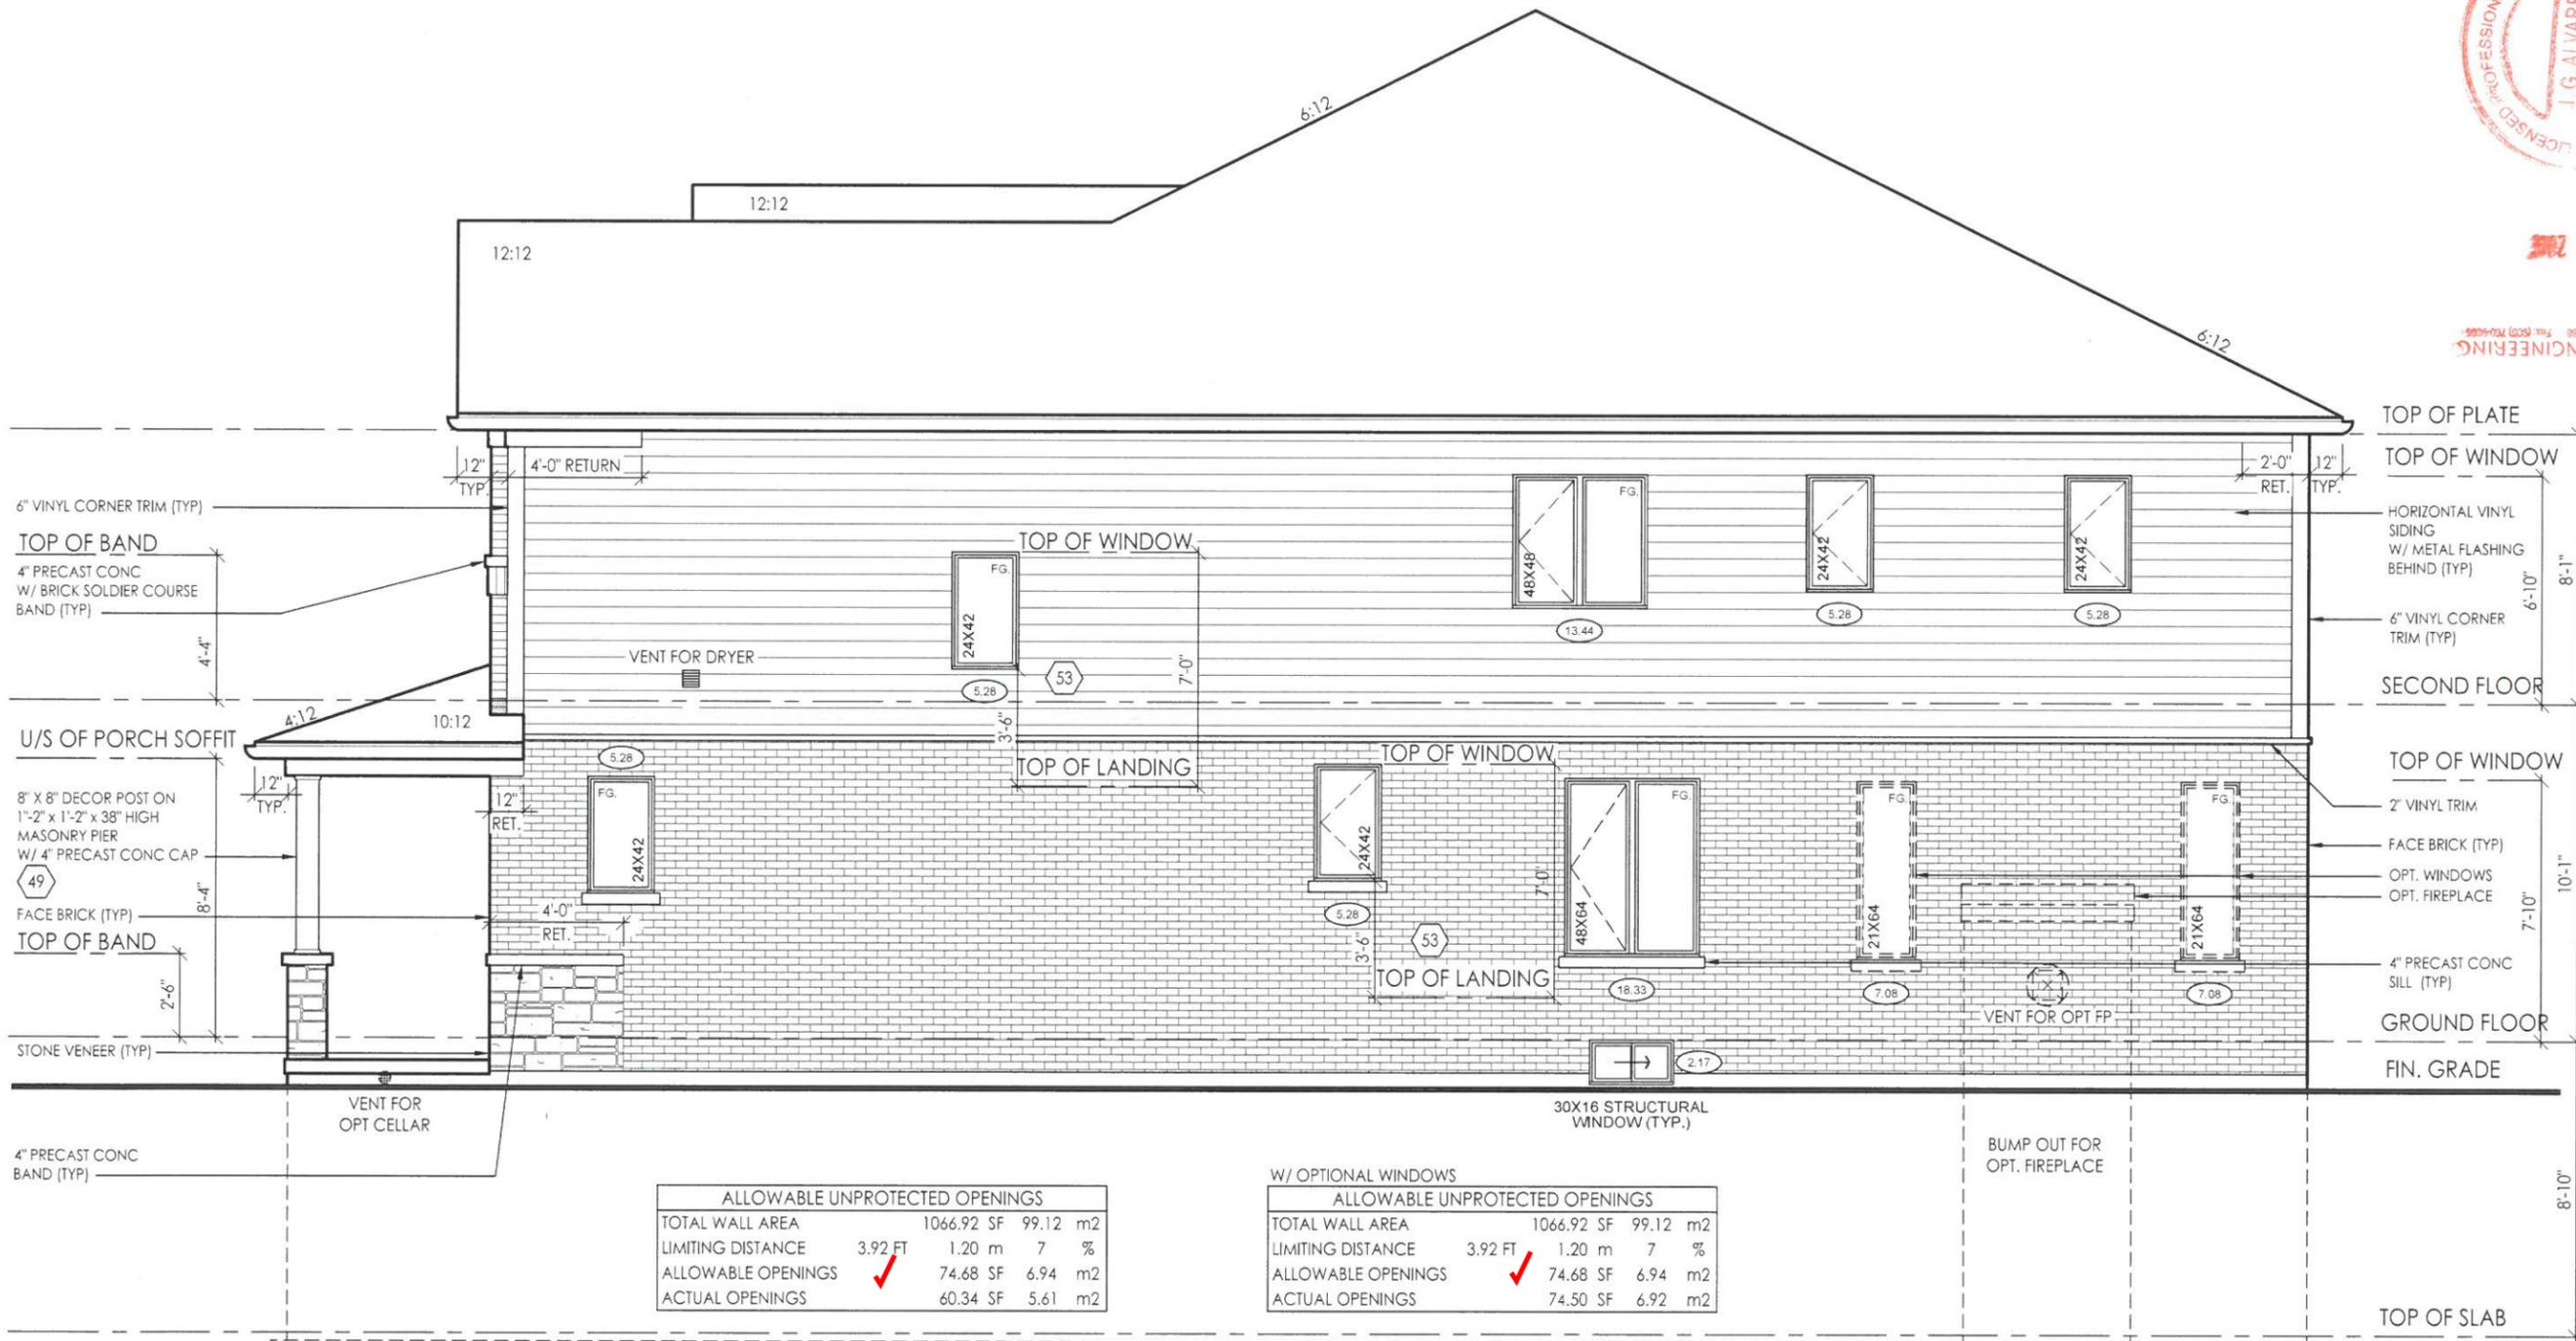 LICENSED PROFESSION
J G ALVAR
ENGINEERING
6:12
12:12
12:12
6:12
TOP OF PLATE
12"
TYP.
4'-0" RETURN
2'-0"
RET.
12"
TYP.
TOP OF WINDOW
6" VINYL CORNER TRIM (TYP)
TOP OF BAND
4" PRECAST CONC
W/ BRICK SOLDIER COURSE
BAND (TYP)
4'-4"
VENT FOR DRYER
TOP OF WINDOW
FG.
24X42
5.28
53
7'-0"
3'-6"
TOP OF LANDING
FG.
48X48
13.44
24X42
5.28
24X42
5.28
HORIZONTAL VINYL
SIDING
W/ METAL FLASHING
BEHIND (TYP)
6'-10"
8'-1"
6" VINYL CORNER
TRIM (TYP)
SECOND FLOOR
4:12
10:12
U/S OF PORCH SOFFIT
12"
TYP.
8" X 8" DECOR POST ON
1"-2" x 1'-2" x 38" HIGH
MASONRY PIER
W/ 4" PRECAST CONC CAP
49
8'-4"
FACE BRICK (TYP)
TOP OF BAND
2'-6"
STONE VENEER (TYP)
12"
RET.
5.28
FG.
24X42
4'-0"
RET.
TOP OF WINDOW
24X42
5.28
53
7'-0"
3'-6"
TOP OF LANDING
FG.
48X64
18.33
FG.
21X64
7.08
FG.
21X64
7.08
VENT FOR OPT FP
TOP OF WINDOW
2" VINYL TRIM
FACE BRICK (TYP)
OPT. WINDOWS
OPT. FIREPLACE
7'-10"
10'-1"
4" PRECAST CONC
SILL (TYP)
GROUND FLOOR
2.17
FIN. GRADE
VENT FOR
OPT CELLAR
30X16 STRUCTURAL
WINDOW (TYP.)
4" PRECAST CONC
BAND (TYP)
BUMP OUT FOR
OPT. FIREPLACE
8'-10"
ALLOWABLE UNPROTECTED OPENINGS
TOTAL WALL AREA 1066.92 SF 99.12 m2
LIMITING DISTANCE 3.92 FT 1.20 m 7 %
ALLOWABLE OPENINGS 74.68 SF 6.94 m2
ACTUAL OPENINGS 60.34 SF 5.61 m2
W/ OPTIONAL WINDOWS
ALLOWABLE UNPROTECTED OPENINGS
TOTAL WALL AREA 1066.92 SF 99.12 m2
LIMITING DISTANCE 3.92 FT 1.20 m 7 %
ALLOWABLE OPENINGS 74.68 SF 6.94 m2
ACTUAL OPENINGS 74.50 SF 6.92 m2
TOP OF SLAB